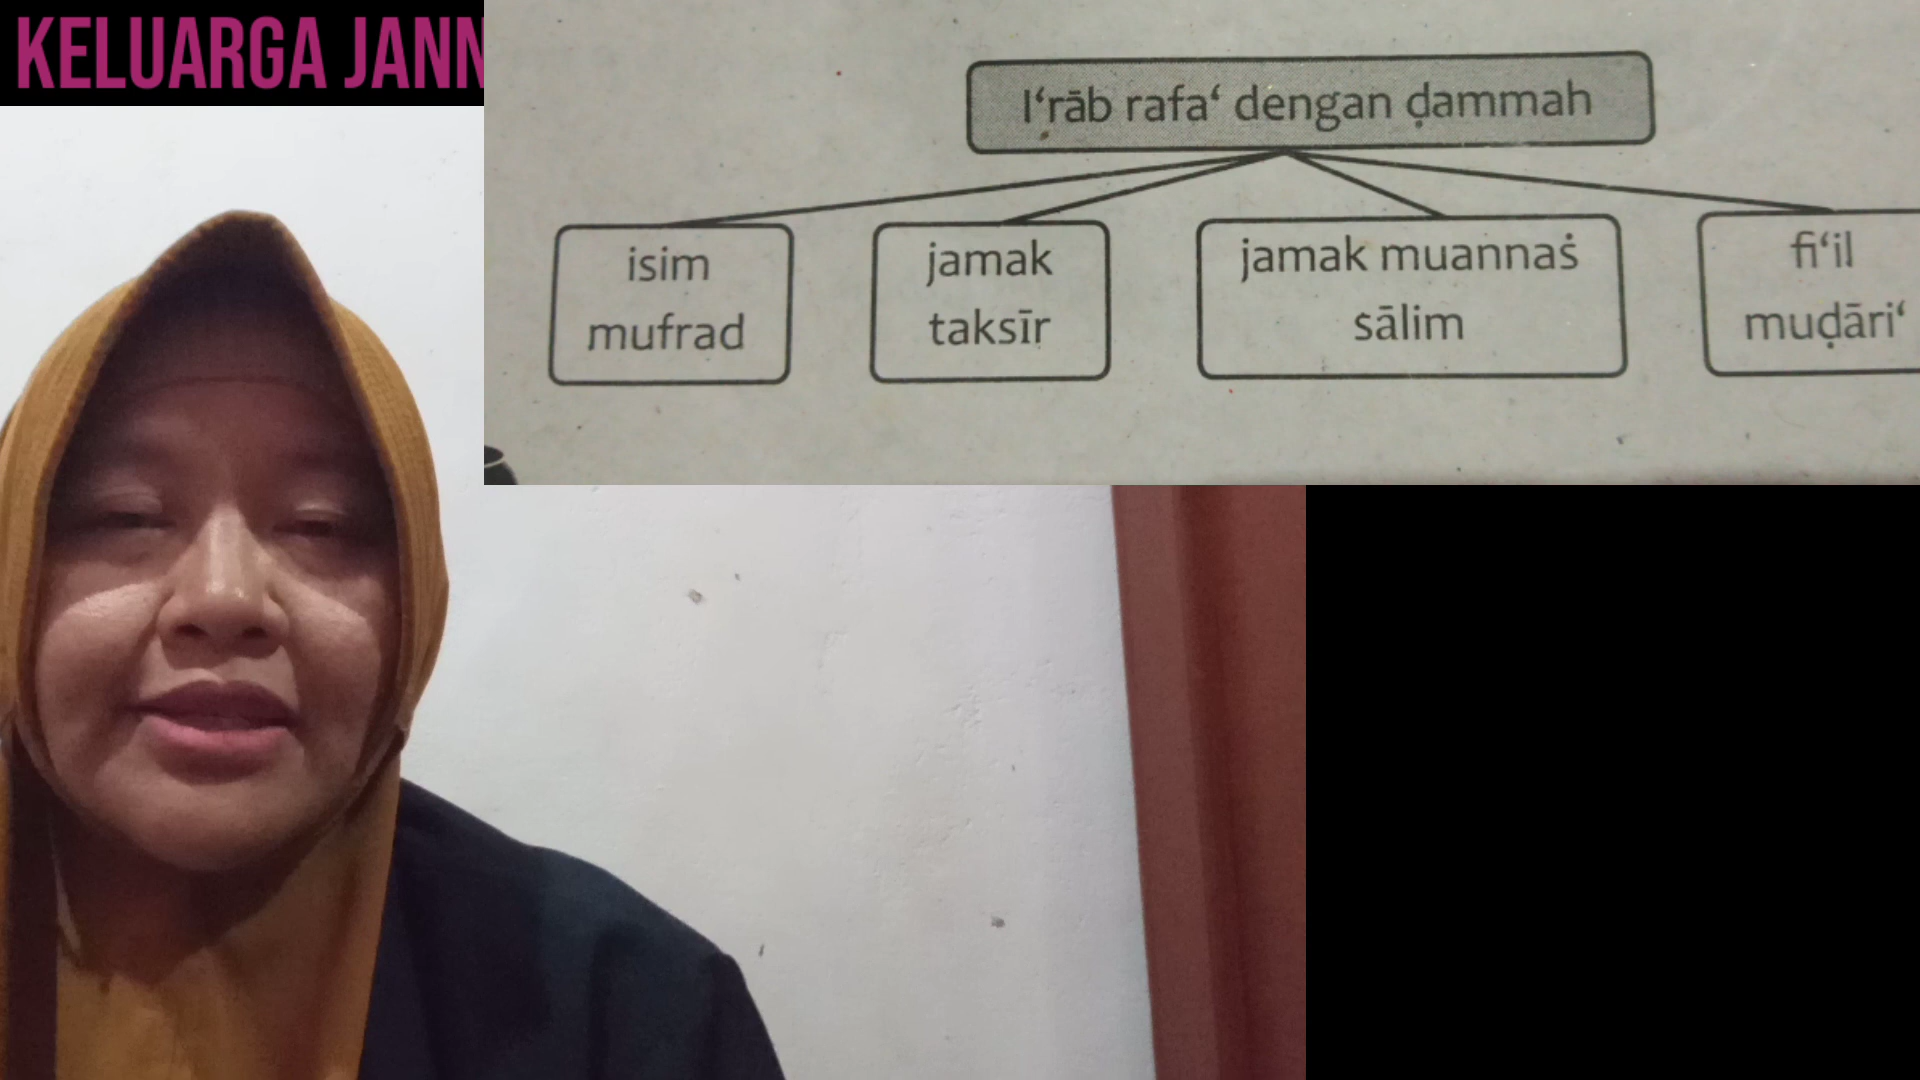 KELUARGA JANN
I‘rāb rafa‘ dengan ḍammah
isim
mufrad
jamak
taksīr
jamak muannaṡ
sālim
fi‘il
muḍāri‘